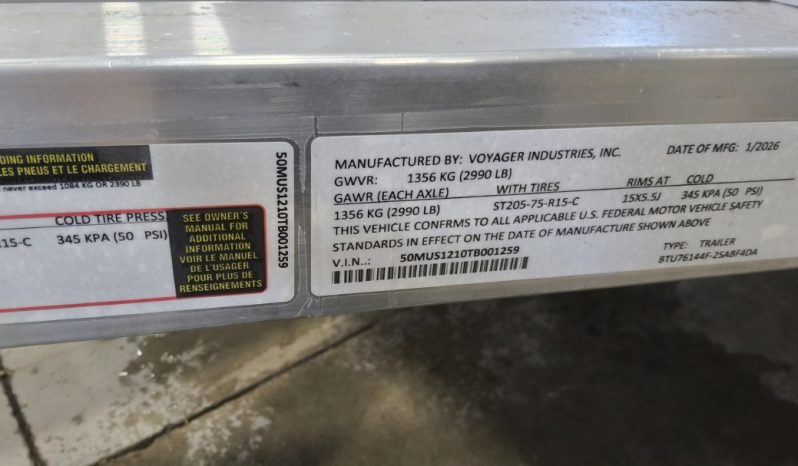 DING INFORMATION
LES PNEUS ET LE CHARGEMENT
never exceed 1084 KG OR 2390 LB
COLD TIRE PRESS.
R15-C 345 KPA (50 PSI)
SEE OWNER'S
MANUAL FOR
ADDITIONAL
INFORMATION
VOIR LE MANUEL
DE L'USAGER
POUR PLUS DE
RENSEIGNEMENTS
50MUS1210TB001259
MANUFACTURED BY: VOYAGER INDUSTRIES, INC. DATE OF MFG: 1/2026
GWVR: 1356 KG (2990 LB)
GAWR (EACH AXLE) WITH TIRES RIMS AT COLD
1356 KG (2990 LB) ST205-75-R15-C 15X5.5J 345 KPA (50 PSI)
THIS VEHICLE CONFRMS TO ALL APPLICABLE U.S. FEDERAL MOTOR VEHICLE SAFETY
STANDARDS IN EFFECT ON THE DATE OF MANUFACTURE SHOWN ABOVE
V.I.N..: 50MUS1210TB001259 TYPE: TRAILER
BTU76144F-2SABF4DA